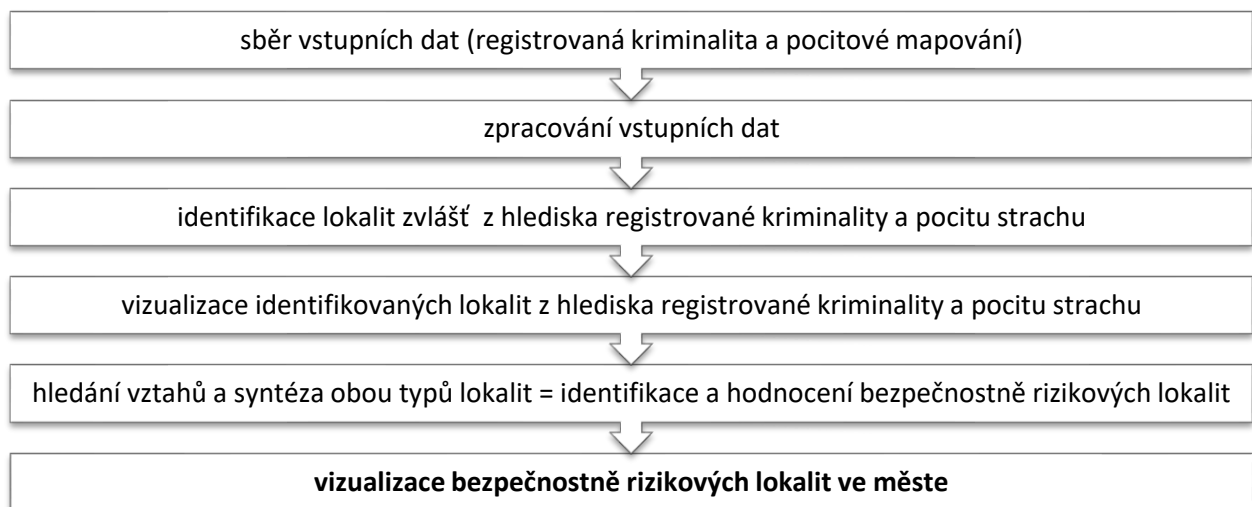 sběr vstupních dat (registrovaná kriminalita a pocitové mapování)
zpracování vstupních dat
identifikace lokalit zvlášť  z hlediska registrované kriminality a pocitu strachu
vizualizace identifikovaných lokalit z hlediska registrované kriminality a pocitu strachu
hledání vztahů a syntéza obou typů lokalit = identifikace a hodnocení bezpečnostně rizikových lokalit
vizualizace bezpečnostně rizikových lokalit ve měste